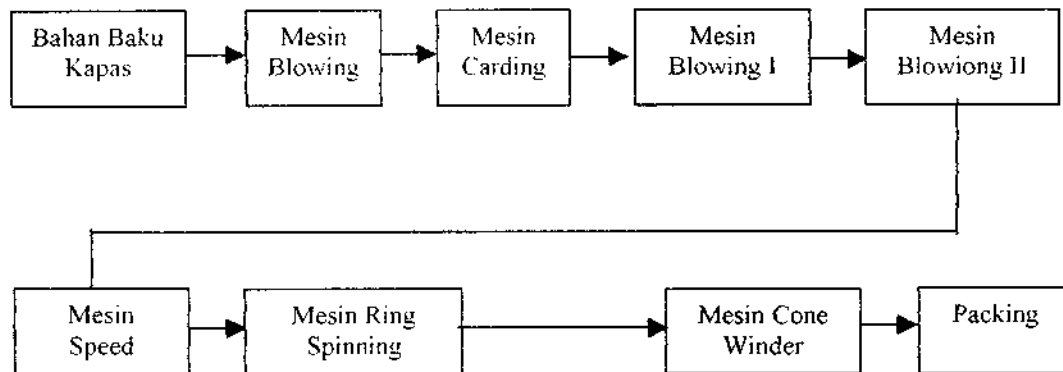 Bahan Baku
Kapas
Mesin
Blowing
Mesin
Carding
Mesin
Blowing I
Mesin
Blowiong II
Mesin
Speed
Mesin Ring
Spinning
Mesin Cone
Winder
Packing